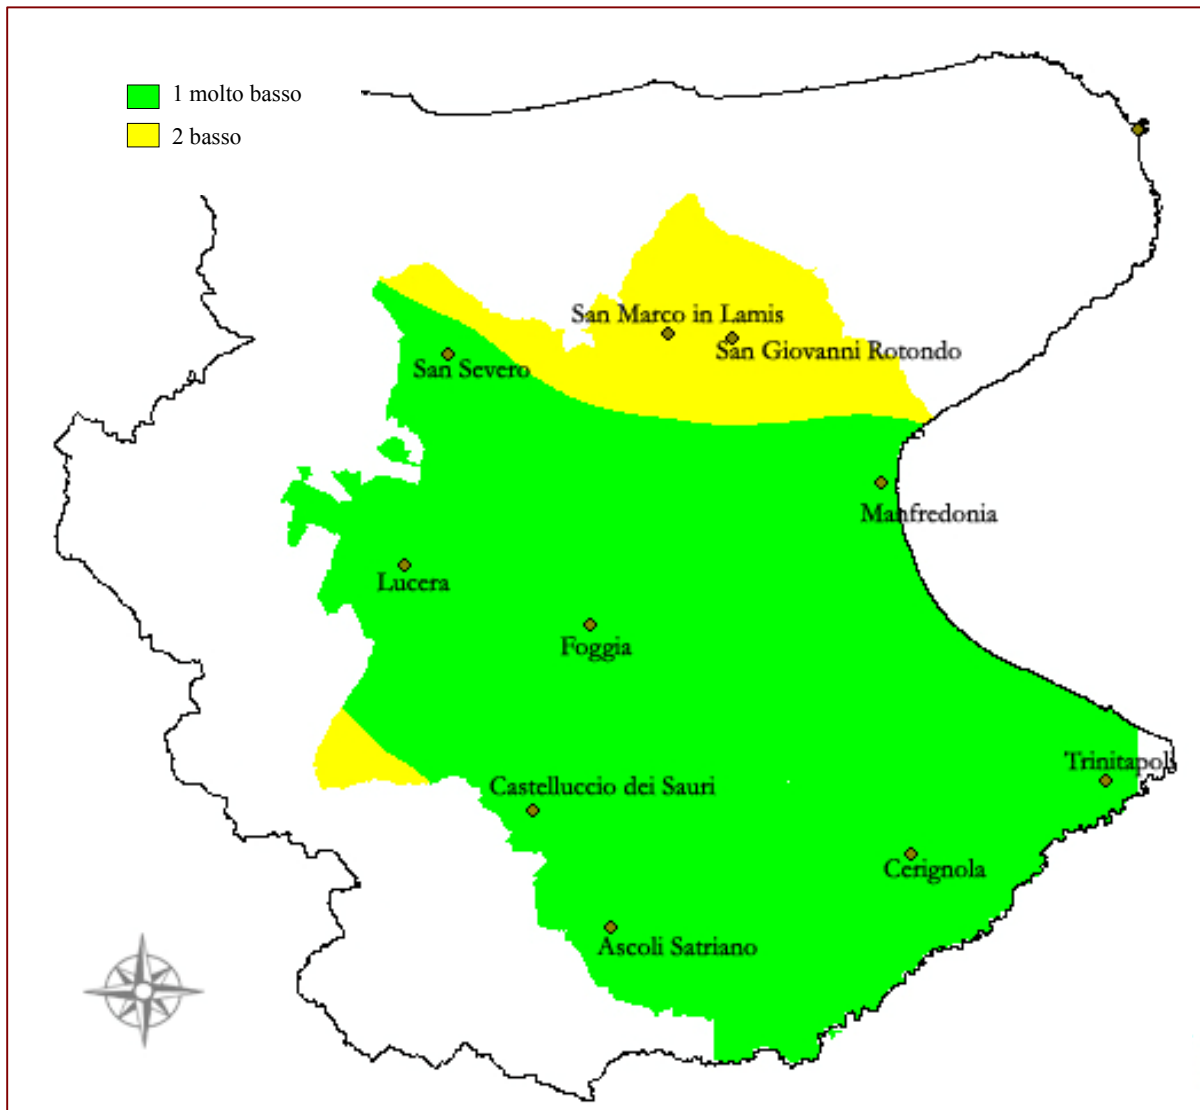 1 molto basso
2 basso
San Marco in Lamis
San Giovanni Rotondo
San Severo
Manfredonia
Lucera
Foggia
Trinitapoli
Castelluccio dei Sauri
Cerignola
Ascoli Satriano